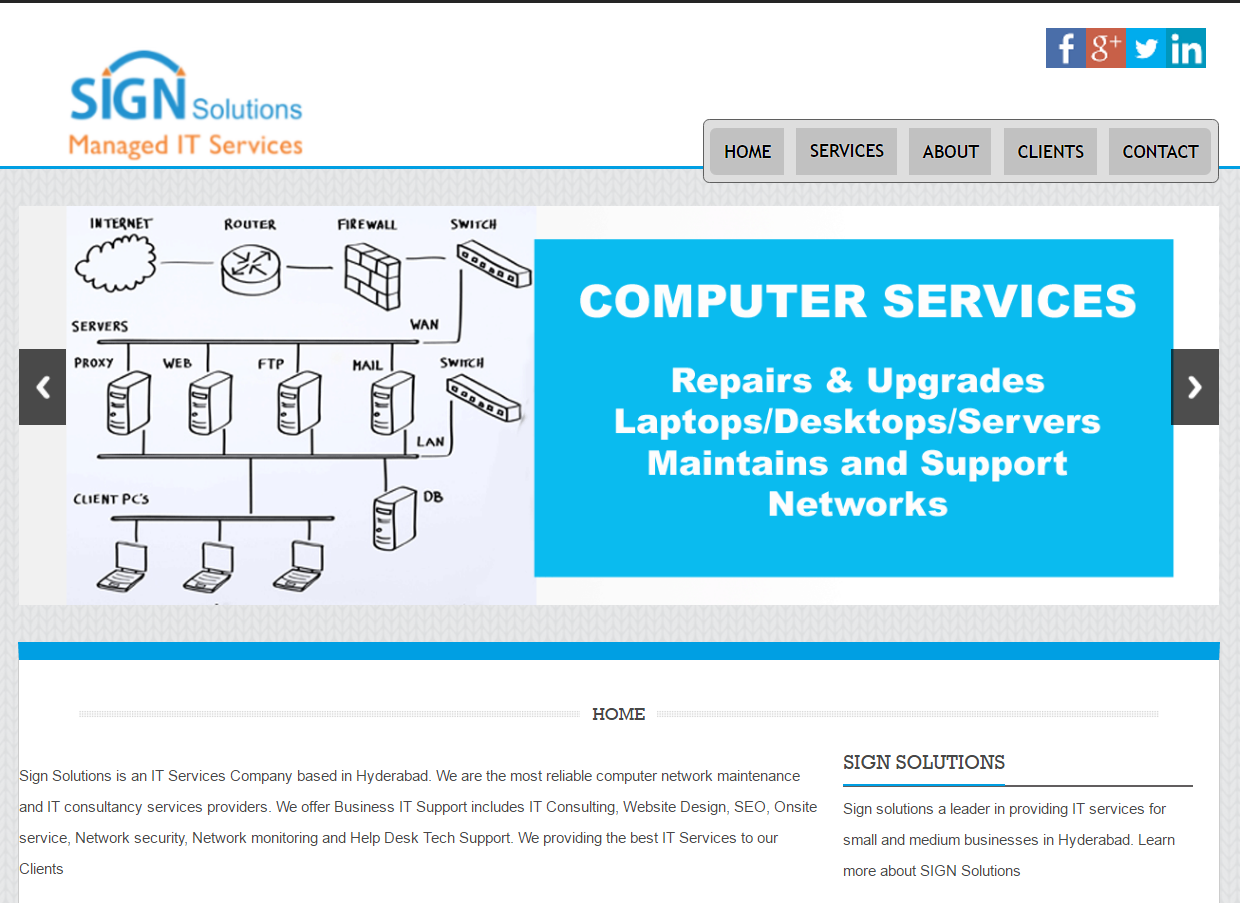 f g+ in
SIGN Solutions
Managed IT Services
HOME SERVICES ABOUT CLIENTS CONTACT
INTERNET ROUTER FIREWALL SWITCH
SERVERS WAN
PROXY WEB FTP MAIL SWITCH
LAN
CLIENT PC'S DB
COMPUTER SERVICES
Repairs & Upgrades
Laptops/Desktops/Servers
Maintains and Support
Networks
HOME
Sign Solutions is an IT Services Company based in Hyderabad. We are the most reliable computer network maintenance
and IT consultancy services providers. We offer Business IT Support includes IT Consulting, Website Design, SEO, Onsite
service, Network security, Network monitoring and Help Desk Tech Support. We providing the best IT Services to our
Clients
SIGN SOLUTIONS
Sign solutions a leader in providing IT services for
small and medium businesses in Hyderabad. Learn
more about SIGN Solutions